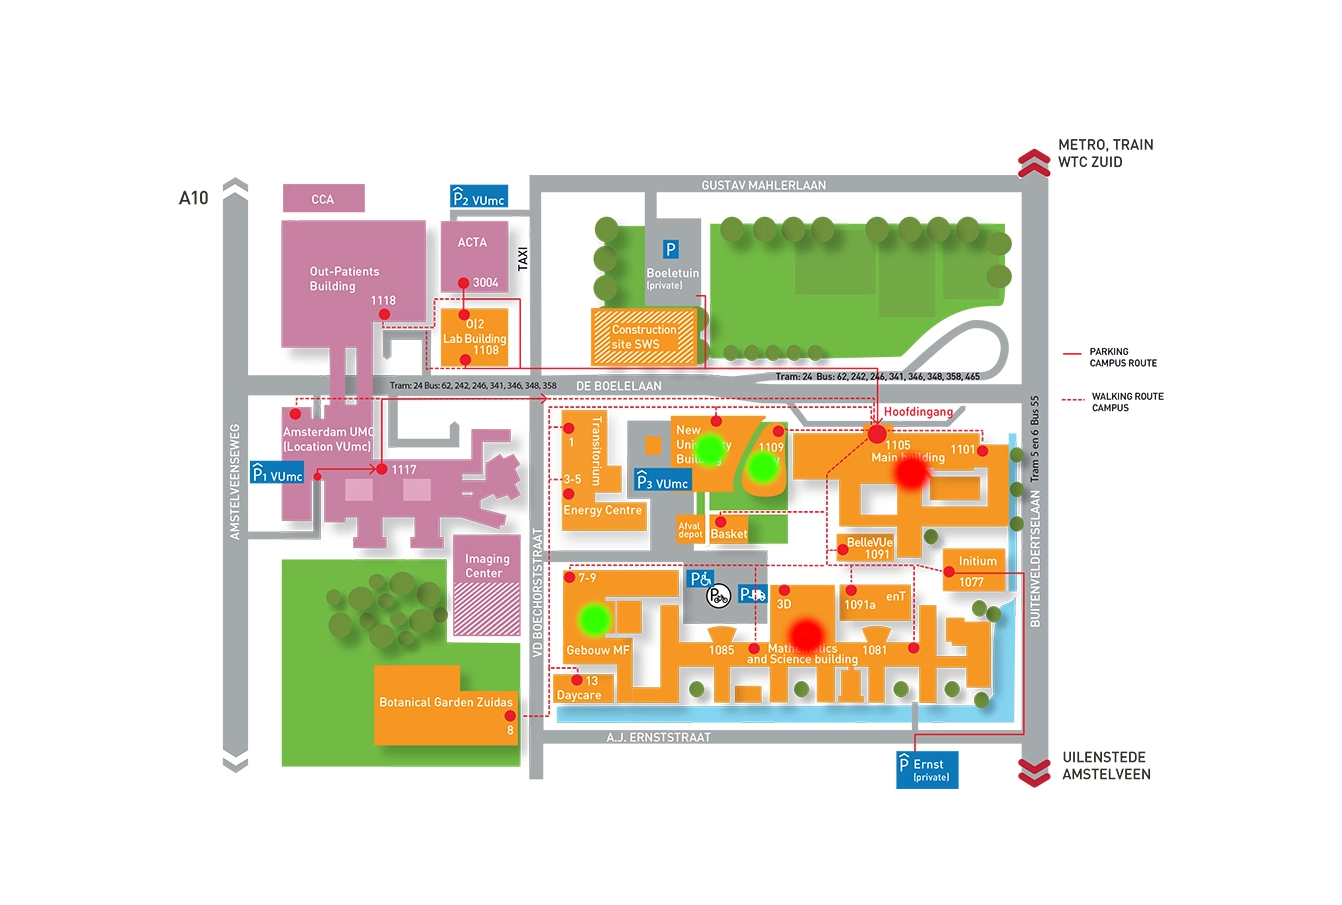 METRO, TRAIN
WTC ZUID
A10
CCA
P2 VUmc
GUSTAV MAHLERLAAN
ACTA
TAXI
Out-Patients
Building
1118
3004
P
Boeletuin
(private)
O|2
Lab Building
1108
Construction
site SWS
PARKING
CAMPUS ROUTE
Tram: 24 Bus: 62, 242, 246, 341, 346, 348, 358
DE BOELELAAN
Tram: 24 Bus: 62, 242, 246, 341, 346, 348, 358, 465
WALKING ROUTE
CAMPUS
Hoofdingang
Amsterdam UMC
(Location VUmc)
P1 VUmc
1117
AMSTELVEENSEWEG
1
Transitorium
3-5
Energy Centre
New
Building
P3 VUmc
1109
1105
Main building
1101
Tram 5 en 6 Bus 55
BUITENVELDERTSELAAN
Afval
depot
Basket
BelleVUe
1091
Initium
1077
Imaging
Center
VD BOECHORSTSTRAAT
7-9
Gebouw MF
P
P
P
3D
1091a
enT
1085
1081
and Science building
13
Daycare
Botanical Garden Zuidas
8
A.J. ERNSTSTRAAT
P Ernst
(private)
UILENSTEDE
AMSTELVEEN